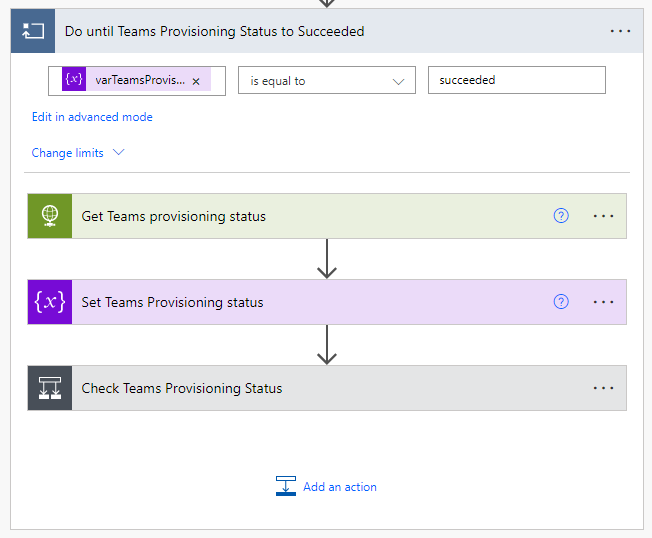 Do until Teams Provisioning Status to Succeeded
{x} varTeamsProvis... × is equal to succeeded
Edit in advanced mode
Change limits
Get Teams provisioning status ?
{x} Set Teams Provisioning status ?
Check Teams Provisioning Status
Add an action